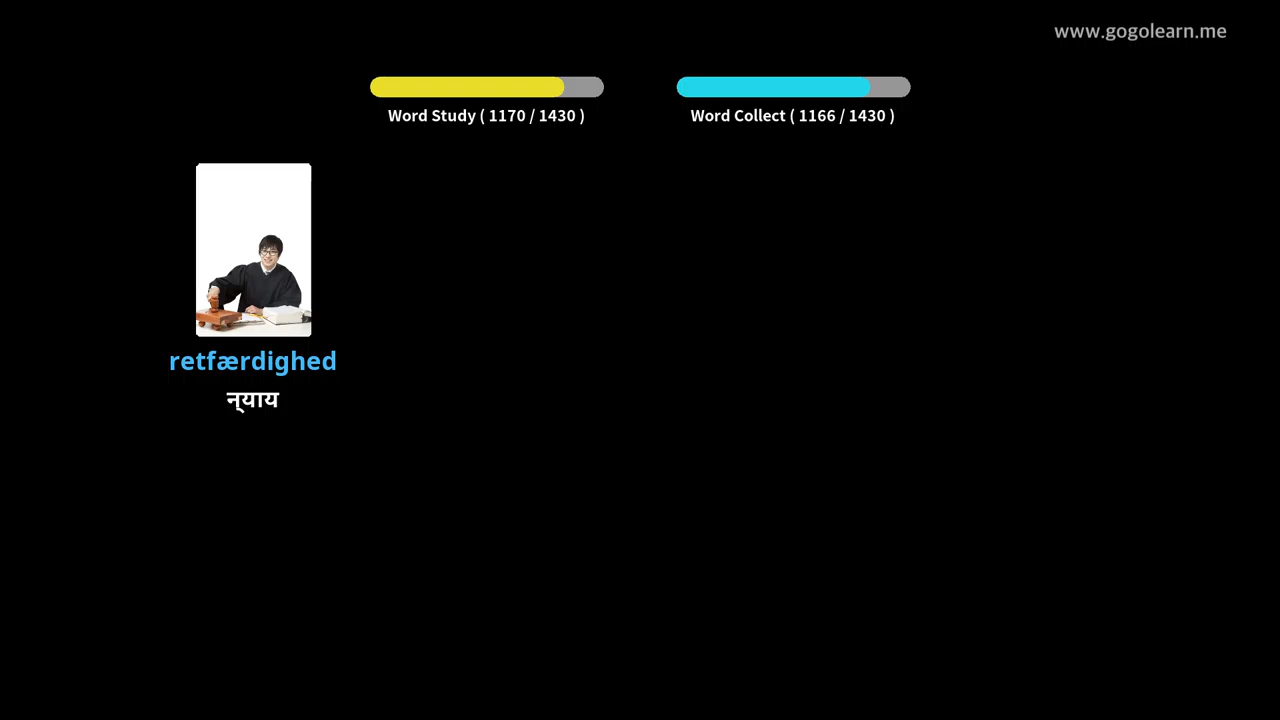 www.gogolearn.me
Word Study ( 1170 / 1430 )
Word Collect ( 1166 / 1430 )
retfærdighed
न्याय